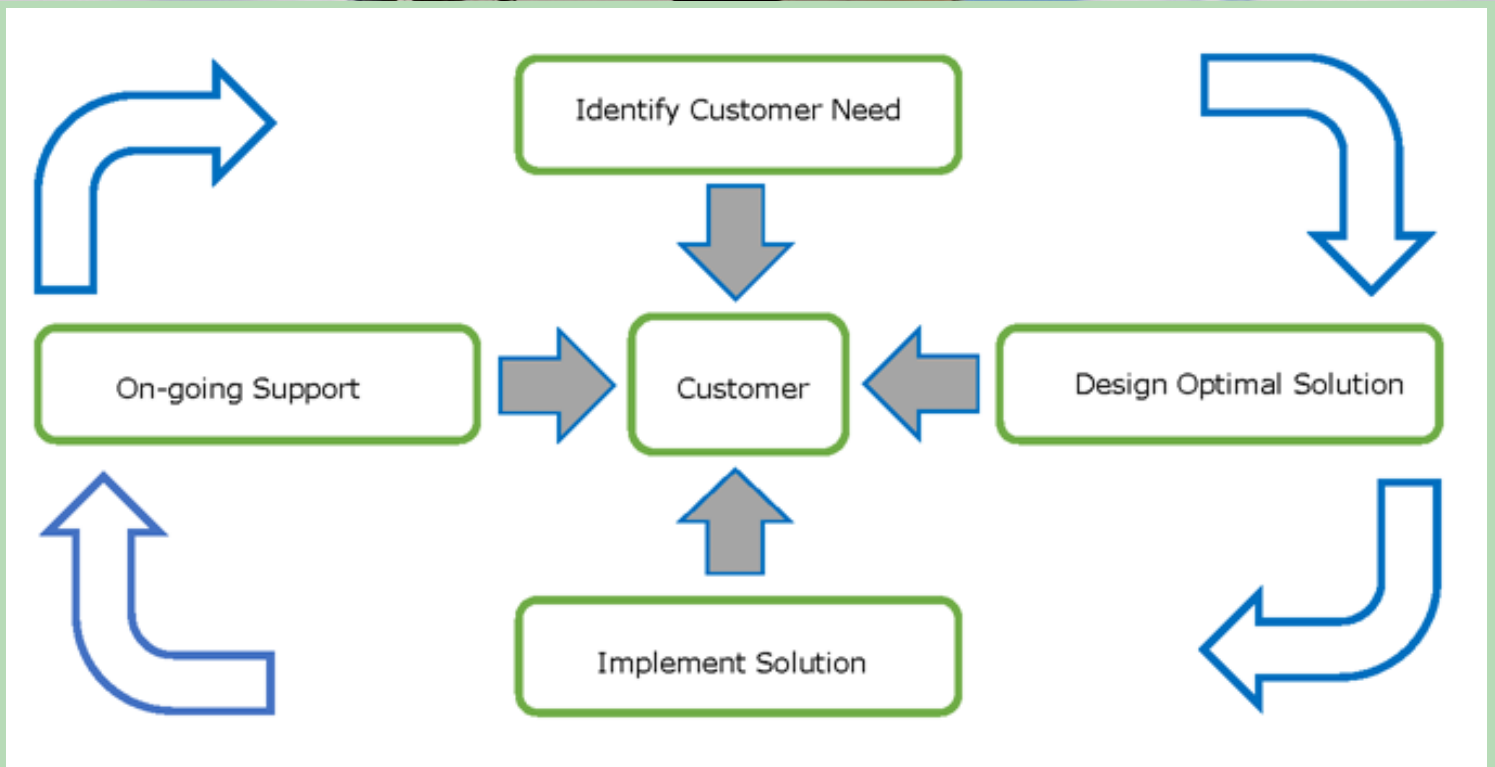 Identify Customer Need
On-going Support
Customer
Design Optimal Solution
Implement Solution